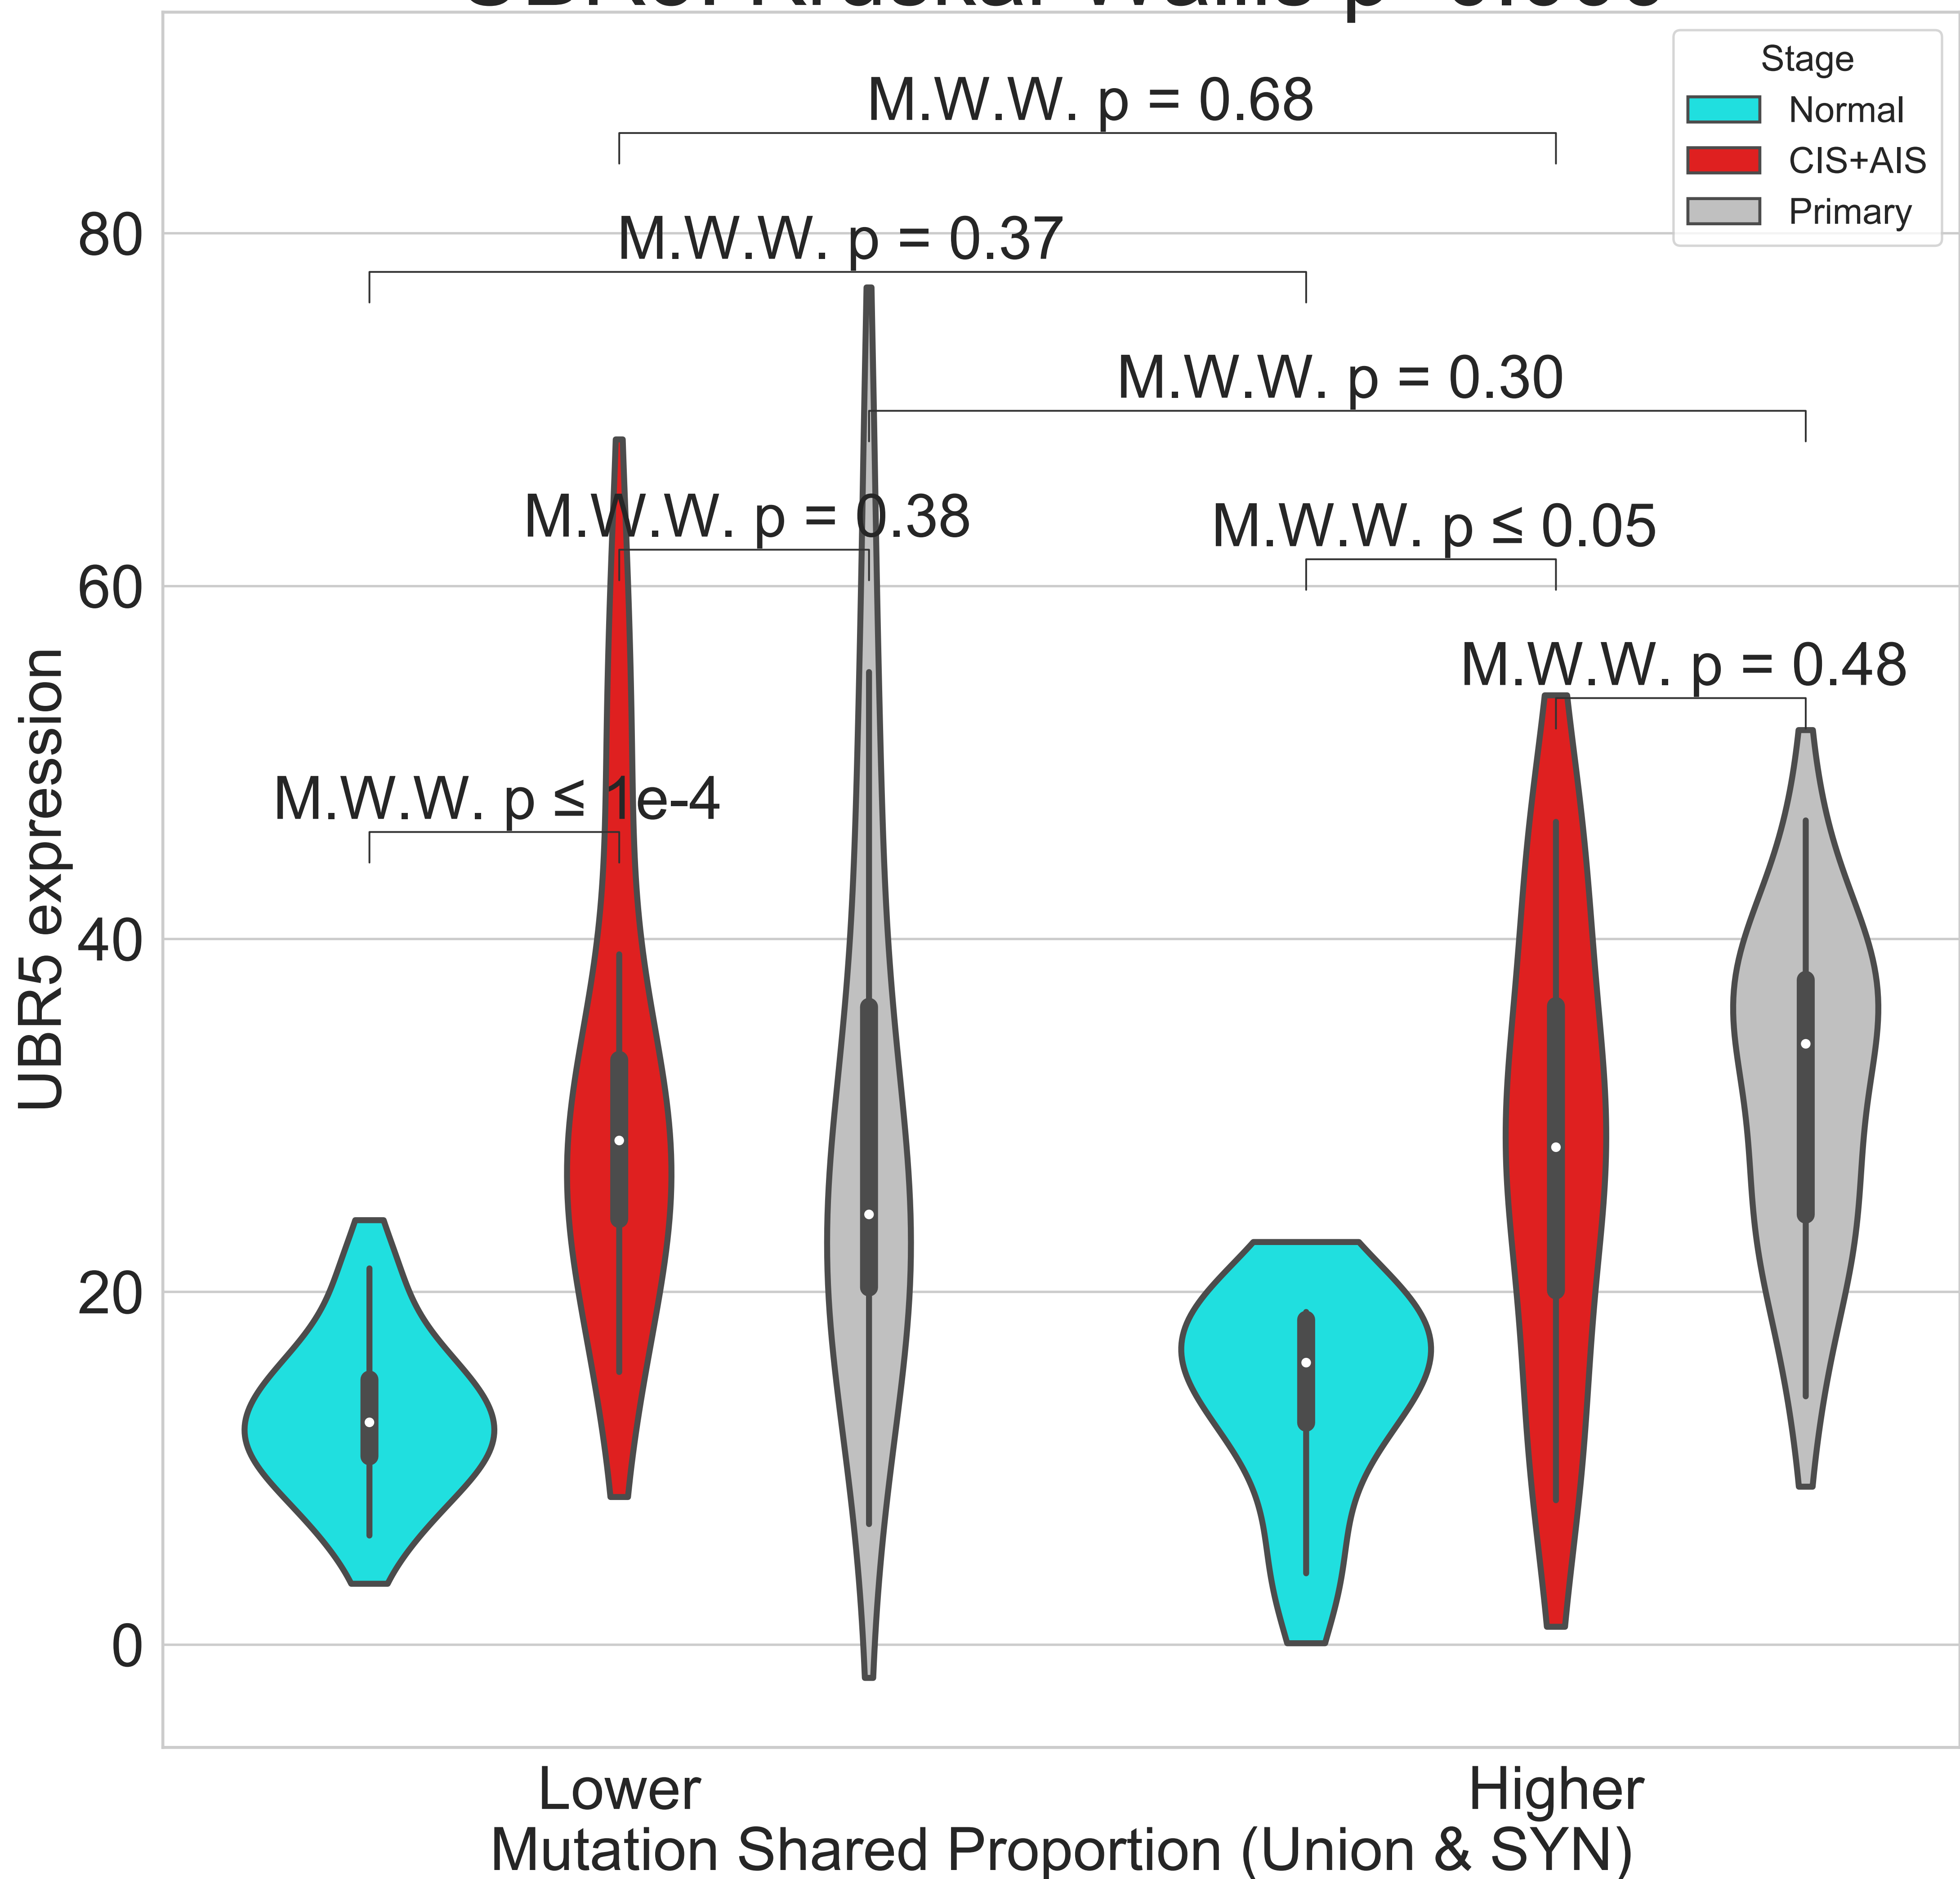 Stage
Normal
CIS+AIS
Primary
M.W.W. p = 0.68
M.W.W. p = 0.37
M.W.W. p = 0.30
M.W.W. p = 0.38
M.W.W. p ≤ 0.05
M.W.W. p = 0.48
M.W.W. p ≤ 1e-4
80
60
40
20
0
UBR5 expression
Lower
Higher
Mutation Shared Proportion (Union & SYN)